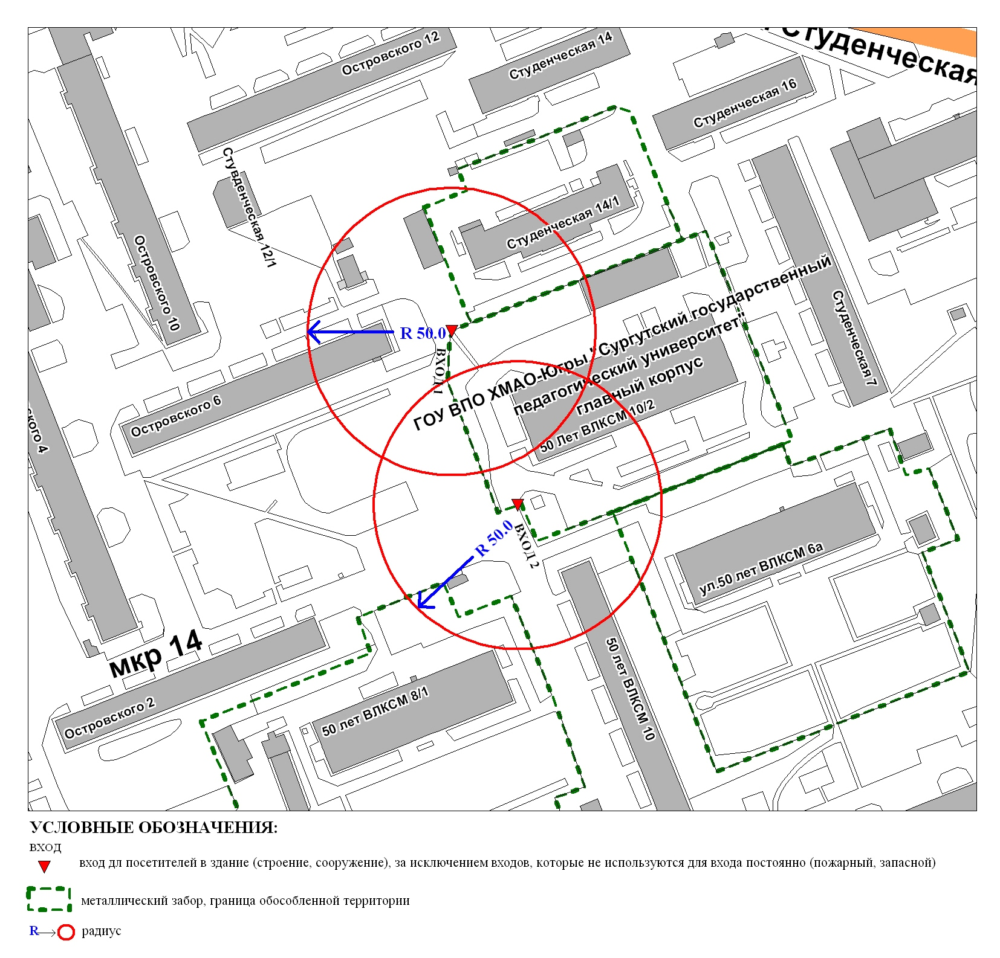 Студенческая
Островского 12
Студенческая 14
Студенческая 16
Стувденческая 12/1
Студенческая 14/1
Островского 10
Студенческая 7
R 50.0
ВХОД 1
ГОУ ВПО ХМАО-Югры "Сургутский государственный
педагогический университет"
главный корпус
50 Лет ВЛКСМ 10/2
Островского 6
ского 4
R 50.0
ВХОД 2
ул.50 лет ВЛКСМ 6а
мкр 14
50 лет ВЛКСМ 10
Островского 2
50 лет ВЛКСМ 8/1
УСЛОВНЫЕ ОБОЗНАЧЕНИЯ:
ВХОД
вход дл посетителей в здание (строение, сооружение), за исключением входов, которые не используются для входа постоянно (пожарный, запасной)
металлический забор, граница обособленной территории
R
радиус